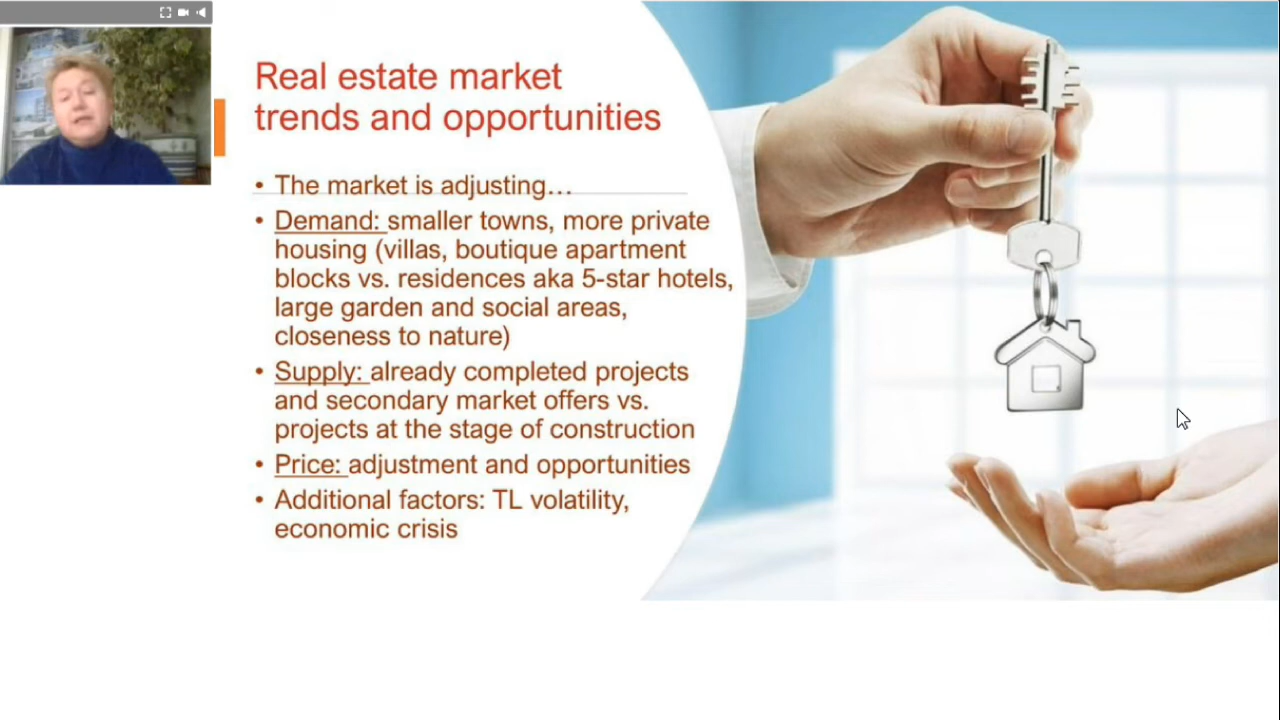 Real estate market
trends and opportunities
• The market is adjusting…
• Demand: smaller towns, more private
housing (villas, boutique apartment
blocks vs. residences aka 5-star hotels,
large garden and social areas,
closeness to nature)
• Supply: already completed projects
and secondary market offers vs.
projects at the stage of construction
• Price: adjustment and opportunities
• Additional factors: TL volatility,
economic crisis